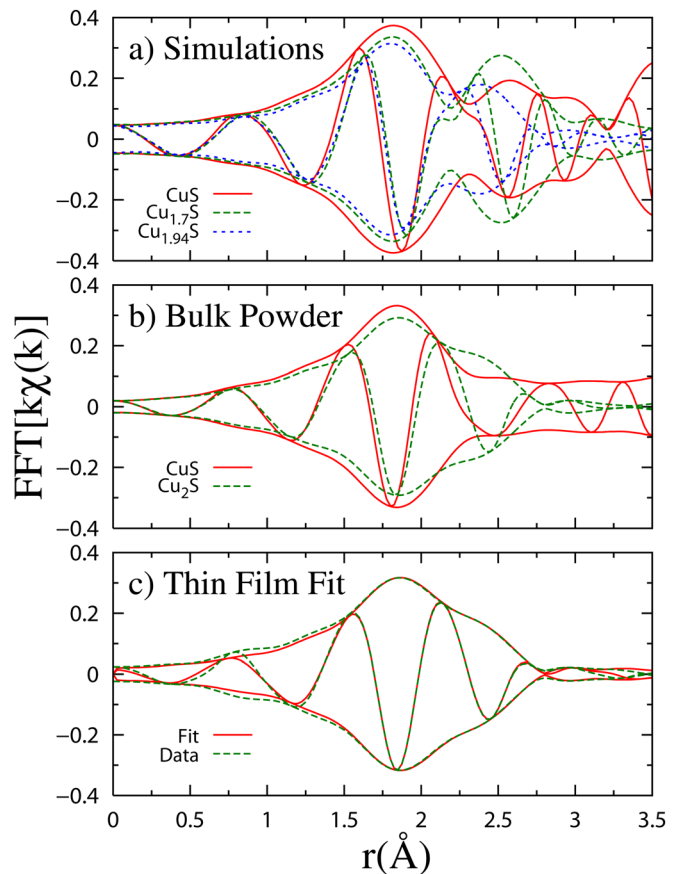 FFT[kχ(k)]
a) Simulations
0.4
0.2
0
−0.2
−0.4
CuS
Cu1.7S
Cu1.94S
b) Bulk Powder
0.4
0.2
0
−0.2
−0.4
CuS
Cu2S
c) Thin Film Fit
0.4
0.2
0
−0.2
−0.4
Fit
Data
0 0.5 1 1.5 2 2.5 3 3.5
r(Å)